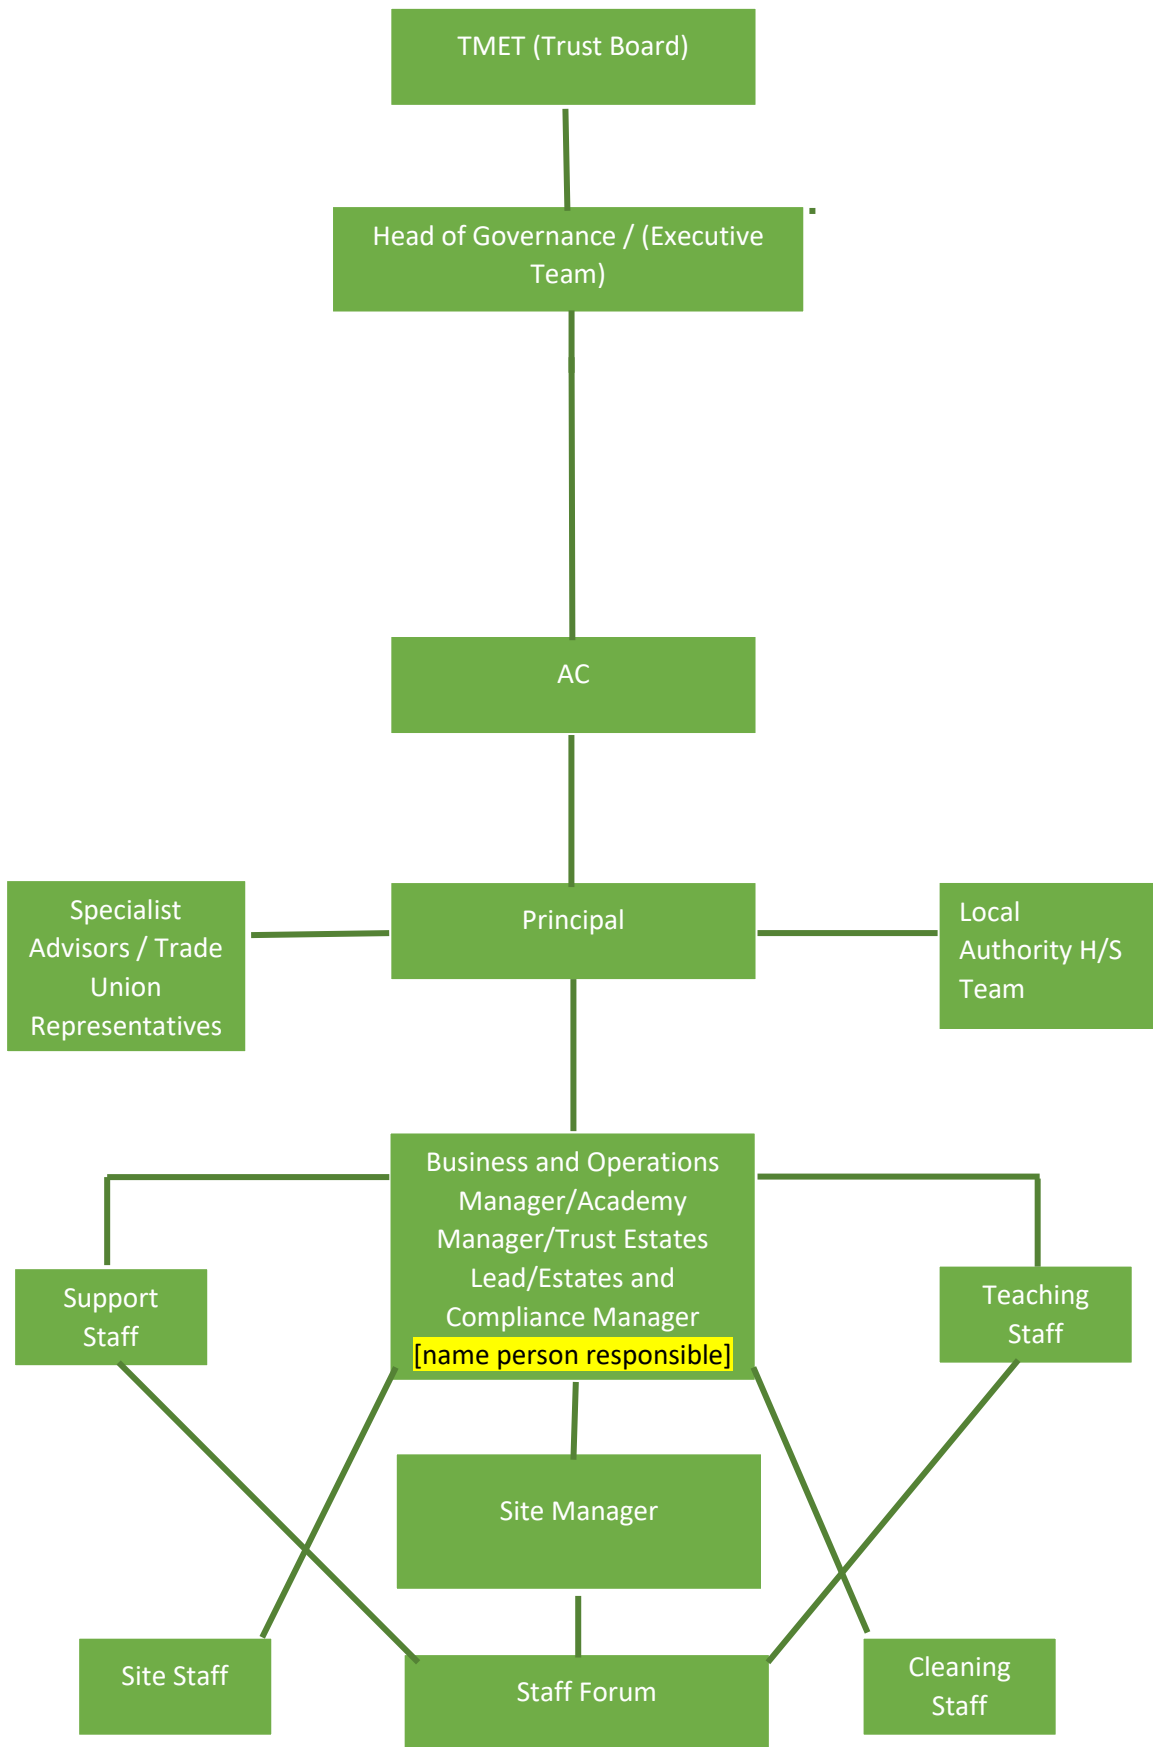 TMET (Trust Board)
Head of Governance / (Executive
Team)
AC
Specialist
Advisors / Trade
Union
Representatives
Principal
Local
Authority H/S
Team
Business and Operations
Manager/Academy
Manager/Trust Estates
Lead/Estates and
Compliance Manager
[name person responsible]
Support
Staff
Teaching
Staff
Site Manager
Site Staff
Staff Forum
Cleaning
Staff